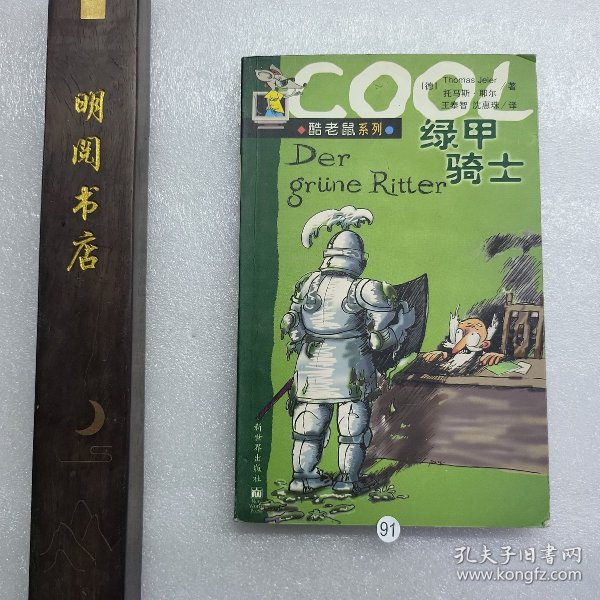 明阅书店
COOL
[德] Thomas Jeier 著
托马斯·耶尔
王泰智 沈惠珠/译
◆酷老鼠系列●
绿甲
骑士
Der
grüne Ritter
新世界出版社
91
孔夫子旧书网
www.kongfz.com